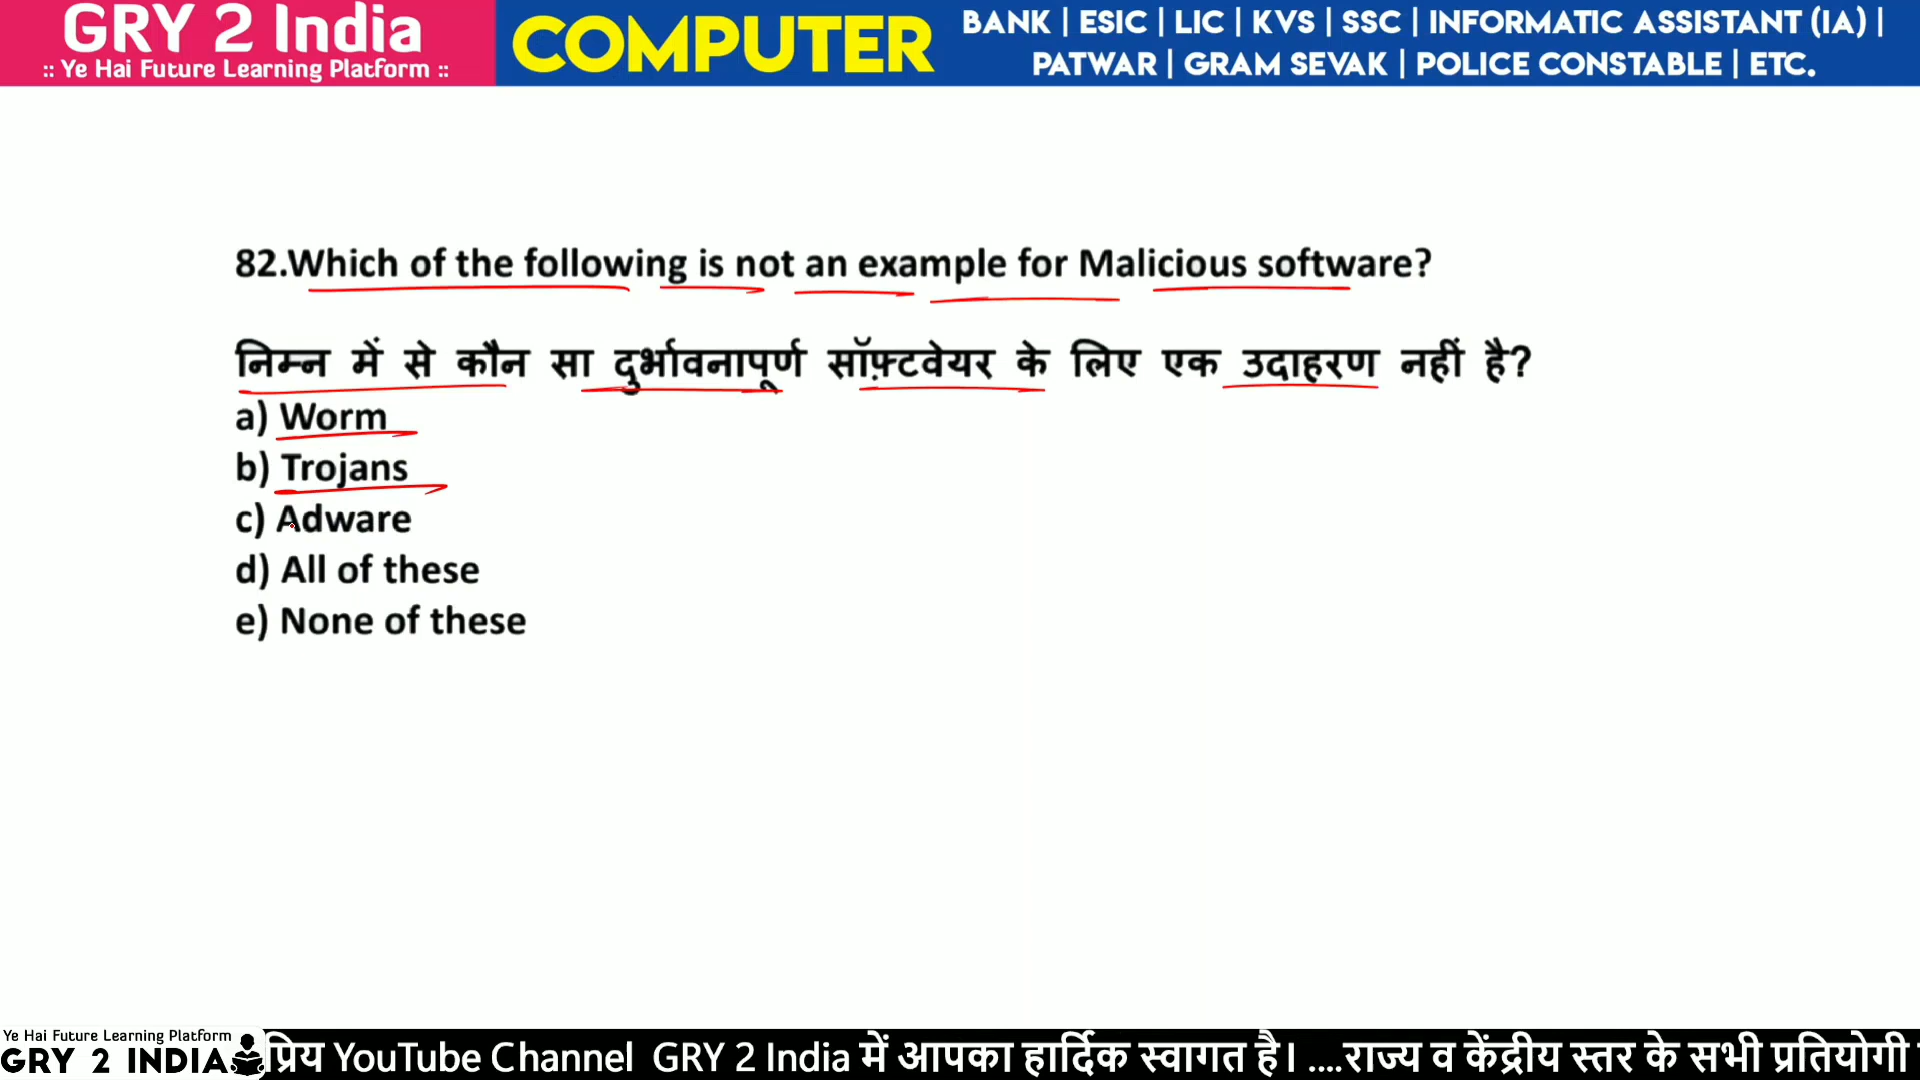 GRY 2 India
:: Ye Hai Future Learning Platform ::
COMPUTER
BANK | ESIC | LIC | KVS | SSC | INFORMATIC ASSISTANT (IA) |
PATWAR | GRAM SEVAK | POLICE CONSTABLE | ETC.
82.Which of the following is not an example for Malicious software?
निम्न में से कौन सा दुर्भावनापूर्ण सॉफ़्टवेयर के लिए एक उदाहरण नहीं है?
a) Worm
b) Trojans
c) Adware
d) All of these
e) None of these
Ye Hai Future Learning Platform
GRY 2 INDIA
प्रिय YouTube Channel GRY 2 India में आपका हार्दिक स्वागत है। ....राज्य व केंद्रीय स्तर के सभी प्रतियोगी